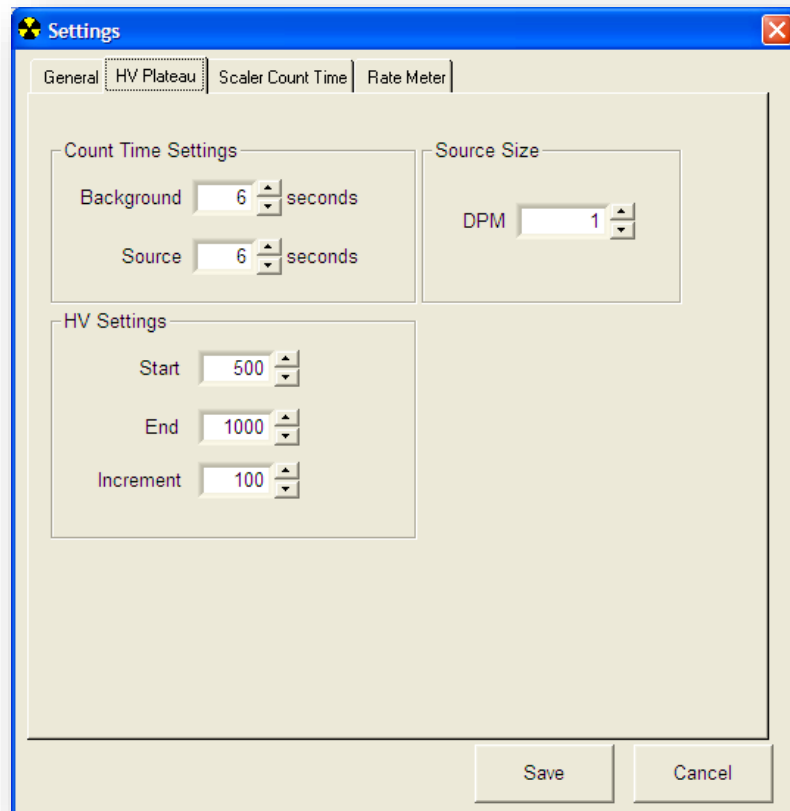 Settings
General HV Plateau Scaler Count Time Rate Meter
Count Time Settings
Background 6 seconds
Source 6 seconds
Source Size
DPM 1
HV Settings
Start 500
End 1000
Increment 100
Save Cancel